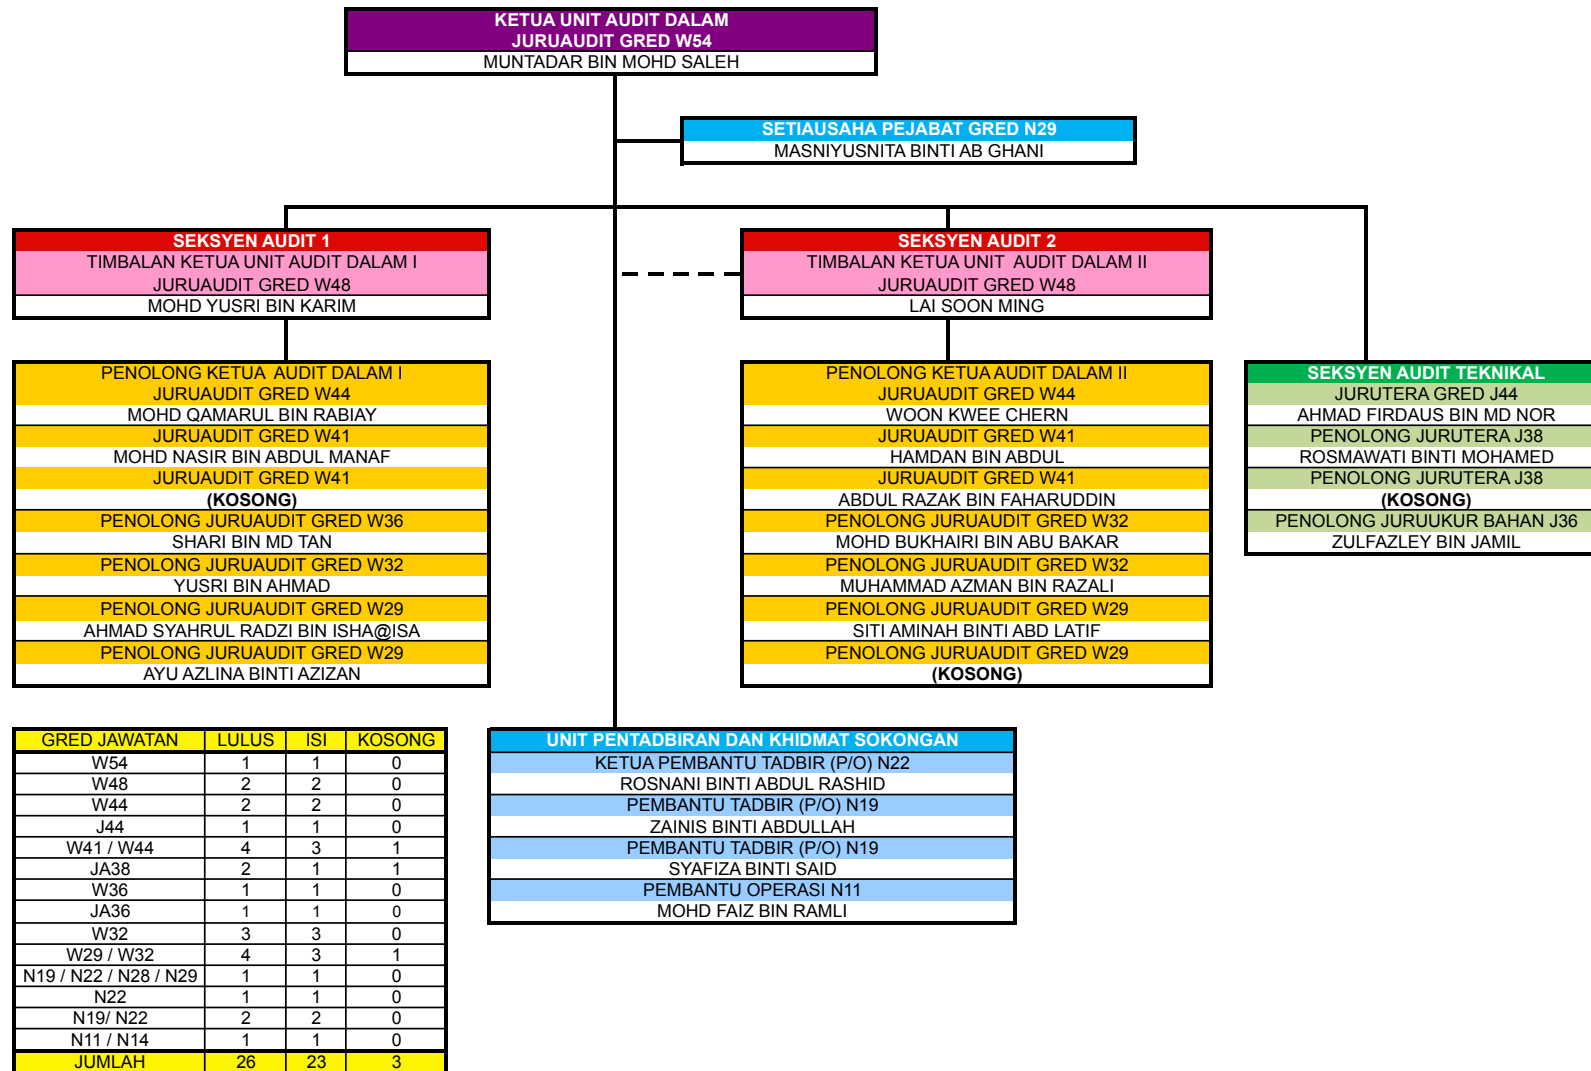 KETUA UNIT AUDIT DALAM
JURUAUDIT GRED W54
MUNTADAR BIN MOHD SALEH
SETIAUSAHA PEJABAT GRED N29
MASNIYUSNITA BINTI AB GHANI
SEKSYEN AUDIT 1
TIMBALAN KETUA UNIT AUDIT DALAM I
JURUAUDIT GRED W48
MOHD YUSRI BIN KARIM
SEKSYEN AUDIT 2
TIMBALAN KETUA UNIT AUDIT DALAM II
JURUAUDIT GRED W48
LAI SOON MING
PENOLONG KETUA AUDIT DALAM I
JURUAUDIT GRED W44
MOHD QAMARUL BIN RABIAY
JURUAUDIT GRED W41
MOHD NASIR BIN ABDUL MANAF
JURUAUDIT GRED W41
(KOSONG)
PENOLONG JURUAUDIT GRED W36
SHARI BIN MD TAN
PENOLONG JURUAUDIT GRED W32
YUSRI BIN AHMAD
PENOLONG JURUAUDIT GRED W29
AHMAD SYAHRUL RADZI BIN ISHA@ISA
PENOLONG JURUAUDIT GRED W29
AYU AZLINA BINTI AZIZAN
PENOLONG KETUA AUDIT DALAM II
JURUAUDIT GRED W44
WOON KWEE CHERN
JURUAUDIT GRED W41
HAMDAN BIN ABDUL
JURUAUDIT GRED W41
ABDUL RAZAK BIN FAHARUDDIN
PENOLONG JURUAUDIT GRED W32
MOHD BUKHAIRI BIN ABU BAKAR
PENOLONG JURUAUDIT GRED W32
MUHAMMAD AZMAN BIN RAZALI
PENOLONG JURUAUDIT GRED W29
SITI AMINAH BINTI ABD LATIF
PENOLONG JURUAUDIT GRED W29
(KOSONG)
SEKSYEN AUDIT TEKNIKAL
JURUTERA GRED J44
AHMAD FIRDAUS BIN MD NOR
PENOLONG JURUTERA J38
ROSMAWATI BINTI MOHAMED
PENOLONG JURUTERA J38
(KOSONG)
PENOLONG JURUUKUR BAHAN J36
ZULFAZLEY BIN JAMIL
GRED JAWATAN LULUS ISI KOSONG
W54 1 1 0
W48 2 2 0
W44 2 2 0
J44 1 1 0
W41 / W44 4 3 1
JA38 2 1 1
W36 1 1 0
JA36 1 1 0
W32 3 3 0
W29 / W32 4 3 1
N19 / N22 / N28 / N29 1 1 0
N22 1 1 0
N19/ N22 2 2 0
N11 / N14 1 1 0
JUMLAH 26 23 3
UNIT PENTADBIRAN DAN KHIDMAT SOKONGAN
KETUA PEMBANTU TADBIR (P/O) N22
ROSNANI BINTI ABDUL RASHID
PEMBANTU TADBIR (P/O) N19
ZAINIS BINTI ABDULLAH
PEMBANTU TADBIR (P/O) N19
SYAFIZA BINTI SAID
PEMBANTU OPERASI N11
MOHD FAIZ BIN RAMLI